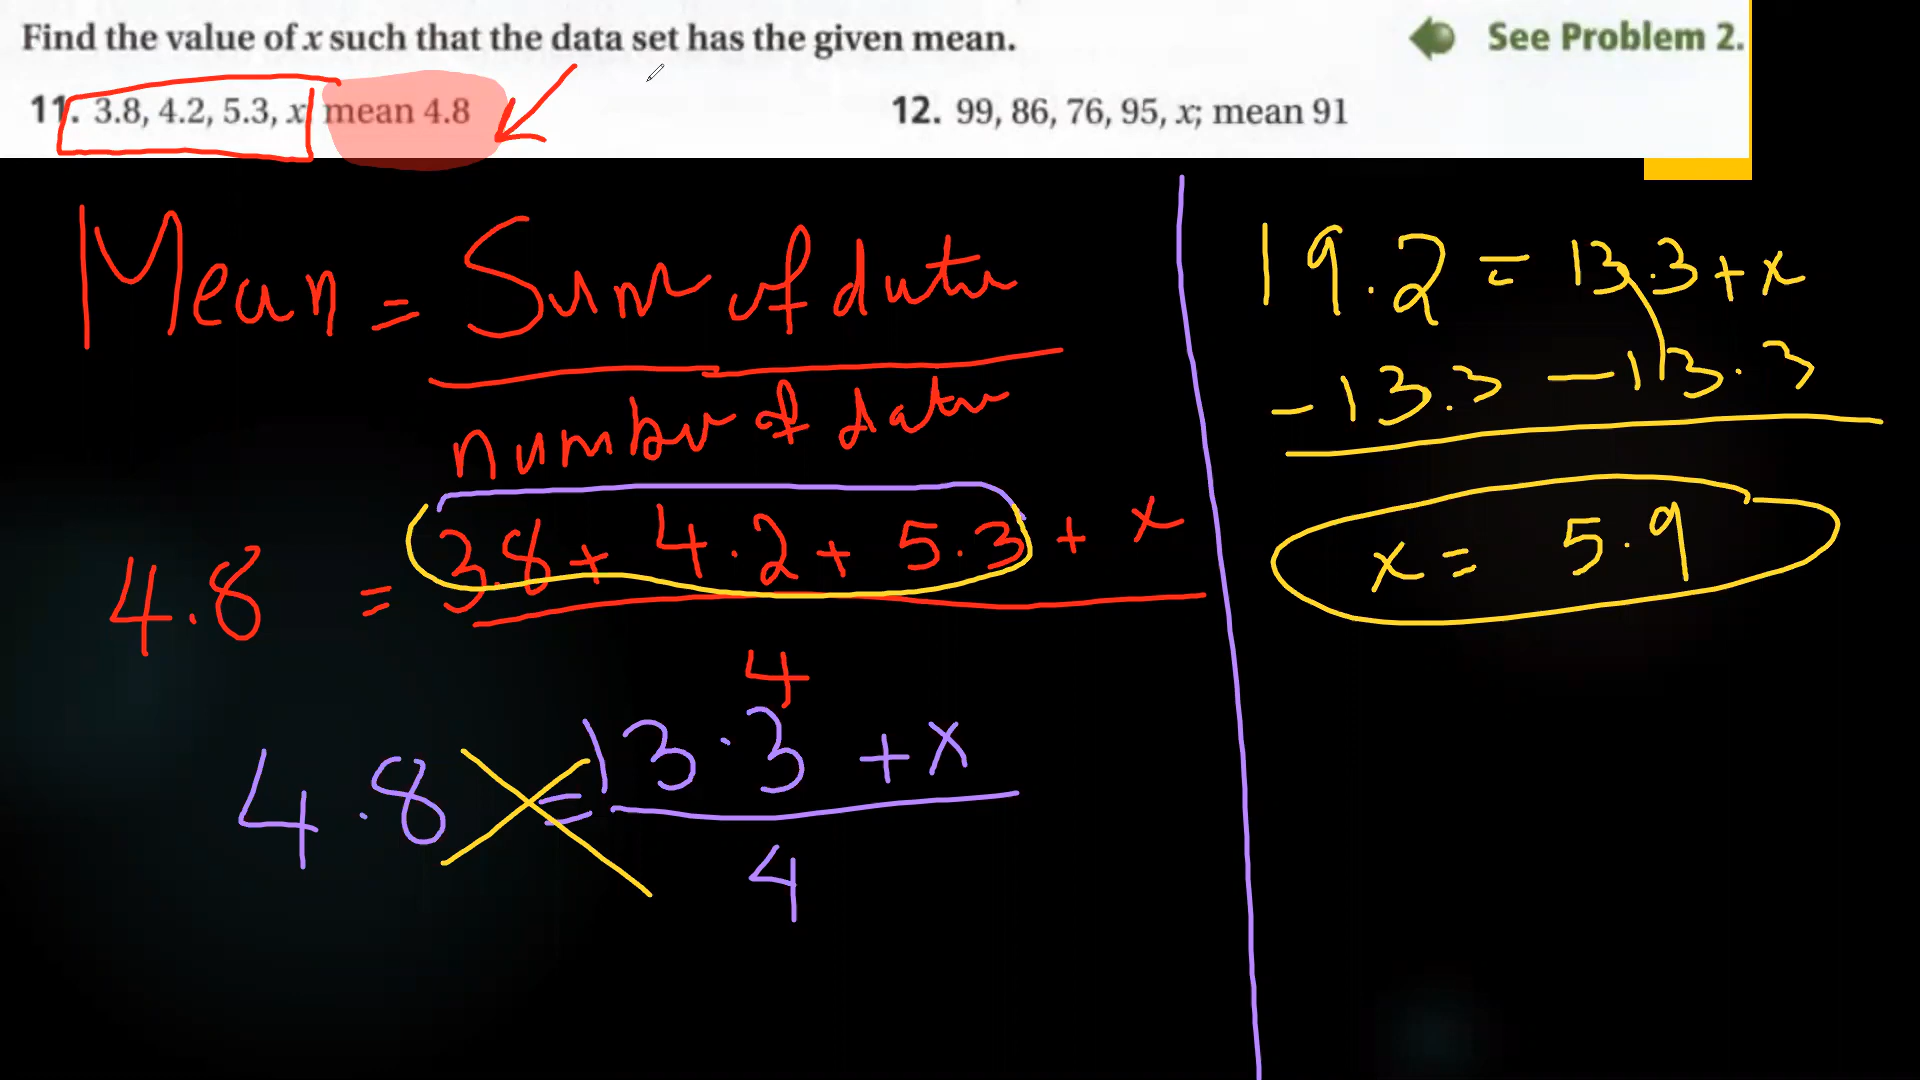 Find the value of x such that the data set has the given mean.
See Problem 2.
11. 3.8, 4.2, 5.3, x mean 4.8
12. 99, 86, 76, 95, x; mean 91
Mean = Sum of data
number of data
4.8 = 3.8 + 4.2 + 5.3 + x
4
4.8 = 13.3 + x
4
19.2 = 13.3 + x
- 13.3 - 13.3
x = 5.9